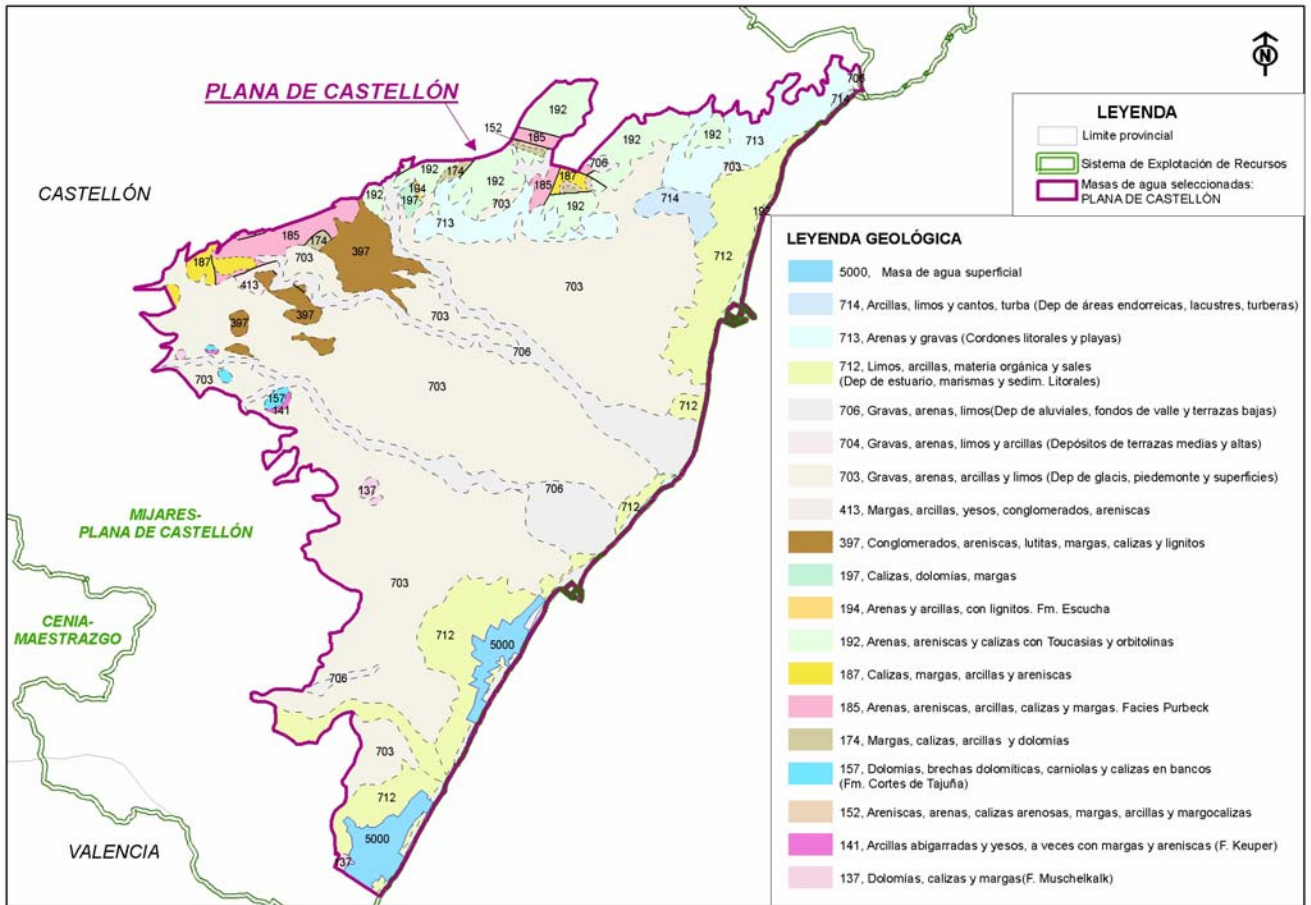 PLANA DE CASTELLÓN
CASTELLÓN
MIJARES-
PLANA DE CASTELLÓN
CENIA-
MAESTRAZGO
VALENCIA
N
706
714
192
713
152
185
192
192
706
703
192
174
192
187
185
194
192
197
703
192
714
713
192
712
185
174
397
187
703
413
703
397
703
397
706
703
703
712
157
141
137
706
712
703
712
5000
706
703
712
5000
137
LEYENDA
Limite provincial
Sistema de Explotación de Recursos
Masas de agua seleccionadas:
PLANA DE CASTELLÓN
LEYENDA GEOLÓGICA
5000, Masa de agua superficial
714, Arcillas, limos y cantos, turba (Dep de áreas endorreicas, lacustres, turberas)
713, Arenas y gravas (Cordones litorales y playas)
712, Limos, arcillas, materia orgánica y sales
(Dep de estuario, marismas y sedim. Litorales)
706, Gravas, arenas, limos(Dep de aluviales, fondos de valle y terrazas bajas)
704, Gravas, arenas, limos y arcillas (Depósitos de terrazas medias y altas)
703, Gravas, arenas, arcillas y limos (Dep de glacis, piedemonte y superficies)
413, Margas, arcillas, yesos, conglomerados, areniscas
397, Conglomerados, areniscas, lutitas, margas, calizas y lignitos
197, Calizas, dolomías, margas
194, Arenas y arcillas, con lignitos. Fm. Escucha
192, Arenas, areniscas y calizas con Toucasias y orbitolinas
187, Calizas, margas, arcillas y areniscas
185, Arenas, areniscas, arcillas, calizas y margas. Facies Purbeck
174, Margas, calizas, arcillas y dolomías
157, Dolomías, brechas dolomiticas, carniolas y calizas en bancos
(Fm. Cortes de Tajuña)
152, Areniscas, arenas, calizas arenosas, margas, arcillas y margocalizas
141, Arcillas abigarradas y yesos, a veces con margas y areniscas (F. Keuper)
137, Dolomías, calizas y margas(F. Muschelkalk)